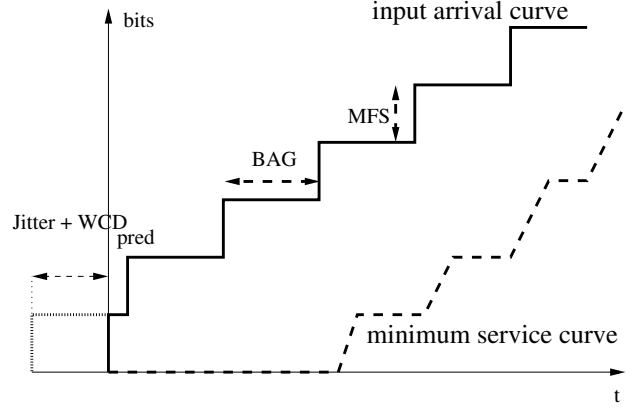 input arrival curve
bits
MFS
BAG
Jitter + WCD
pred
minimum service curve
t